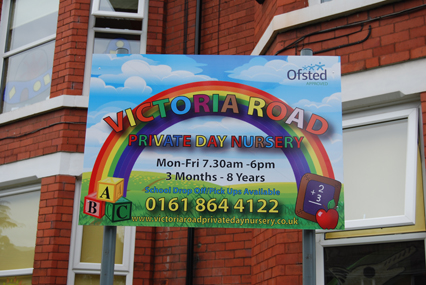 Ofsted
VICTORIA ROAD
PRIVATE DAY NURSERY
Mon-Fri 7.30am -6pm
3 Months - 8 Years
School Drop Off/Pick Ups Available
0161 864 4122
www.victoriaroadprivatedaynursery.co.uk
A
B C
2
+ 3